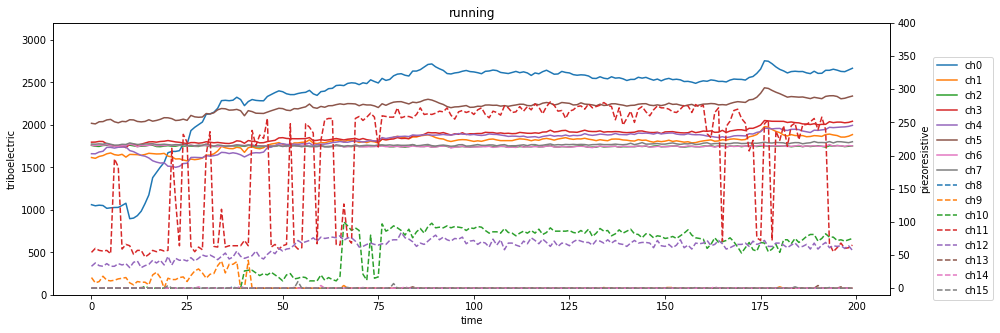 running
triboelectric
3000
2500
2000
1500
1000
500
0
0
25
50
75
100
125
150
175
200
time
400
350
300
250
200
150
100
50
0
piezoresistive
ch0
ch1
ch2
ch3
ch4
ch5
ch6
ch7
ch8
ch9
ch10
ch11
ch12
ch13
ch14
ch15